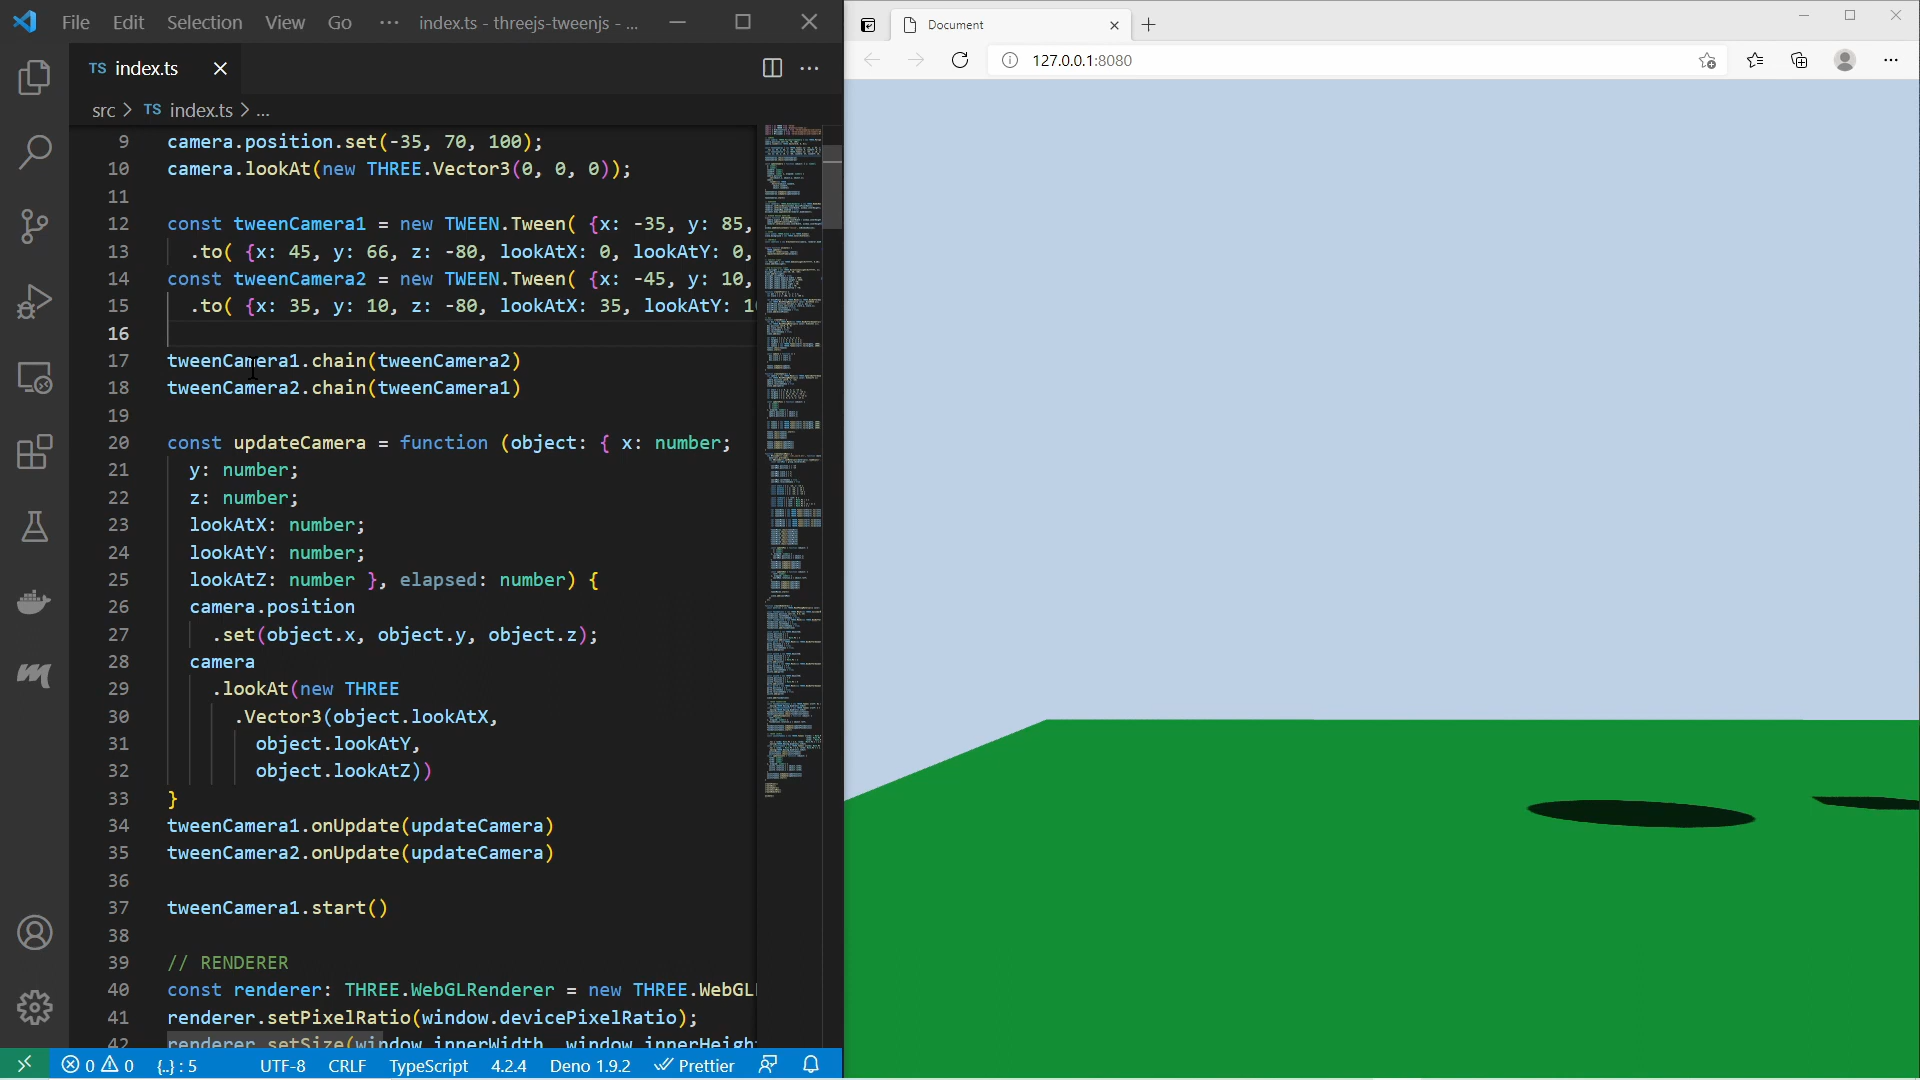 File Edit Selection View Go ··· index.ts - threejs-tweenjs - ...
TS index.ts
src > TS index.ts > ...
9 camera.position.set(-35, 70, 100);
10 camera.lookAt(new THREE.Vector3(0, 0, 0));
11
12 const tweenCamera1 = new TWEEN.Tween( {x: -35, y: 85,
13 .to( {x: 45, y: 66, z: -80, lookAtX: 0, lookAtY: 0,
14 const tweenCamera2 = new TWEEN.Tween( {x: -45, y: 10,
15 .to( {x: 35, y: 10, z: -80, lookAtX: 35, lookAtY: 1
16
17 tweenCamera1.chain(tweenCamera2)
18 tweenCamera2.chain(tweenCamera1)
19
20 const updateCamera = function (object: { x: number;
21 y: number;
22 z: number;
23 lookAtX: number;
24 lookAtY: number;
25 lookAtZ: number }, elapsed: number) {
26 camera.position
27 .set(object.x, object.y, object.z);
28 camera
29 .lookAt(new THREE
30 .Vector3(object.lookAtX,
31 object.lookAtY,
32 object.lookAtZ))
33 }
34 tweenCamera1.onUpdate(updateCamera)
35 tweenCamera2.onUpdate(updateCamera)
36
37 tweenCamera1.start()
38
39 // RENDERER
40 const renderer: THREE.WebGLRenderer = new THREE.WebGL
41 renderer.setPixelRatio(window.devicePixelRatio);
42 renderer.setSize(window.innerWidth, window.innerHeigh
0 0 {..} : 5 UTF-8 CRLF TypeScript 4.2.4 Deno 1.9.2 Prettier
Document
127.0.0.1:8080